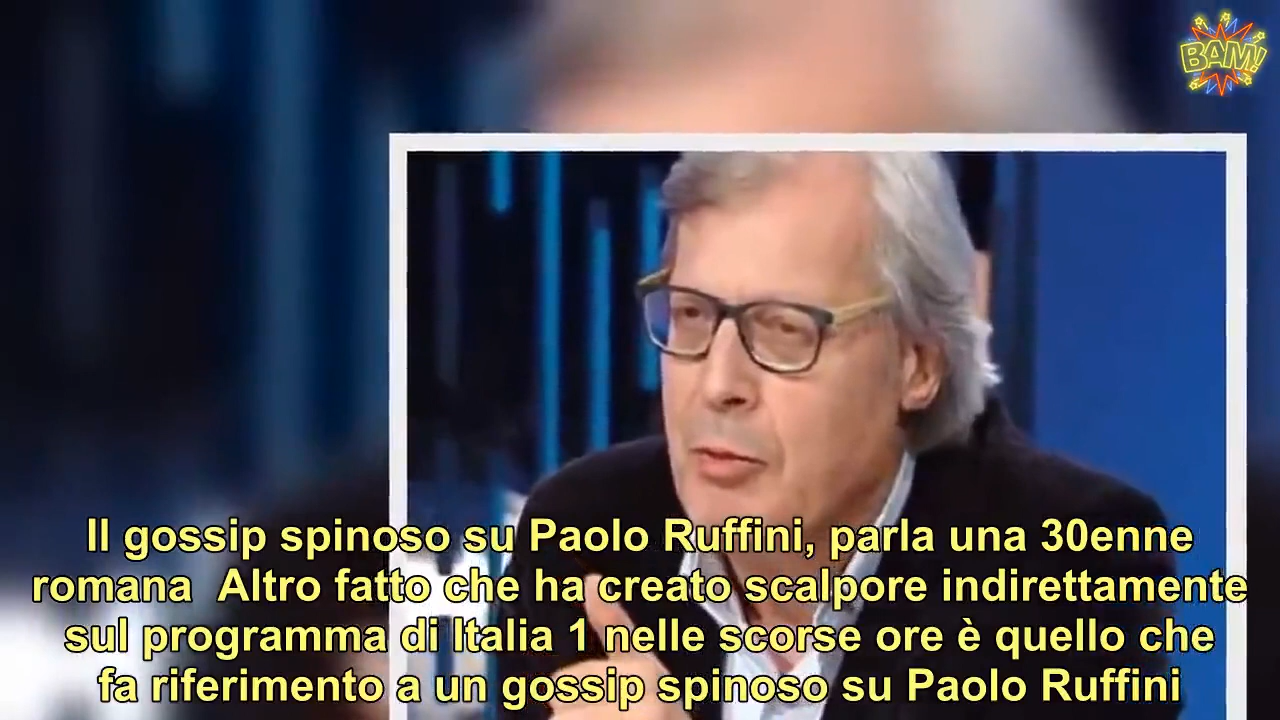 BAM!
Il gossip spinoso su Paolo Ruffini, parla una 30enne
romana  Altro fatto che ha creato scalpore indirettamente
sul programma di Italia 1 nelle scorse ore è quello che
fa riferimento a un gossip spinoso su Paolo Ruffini